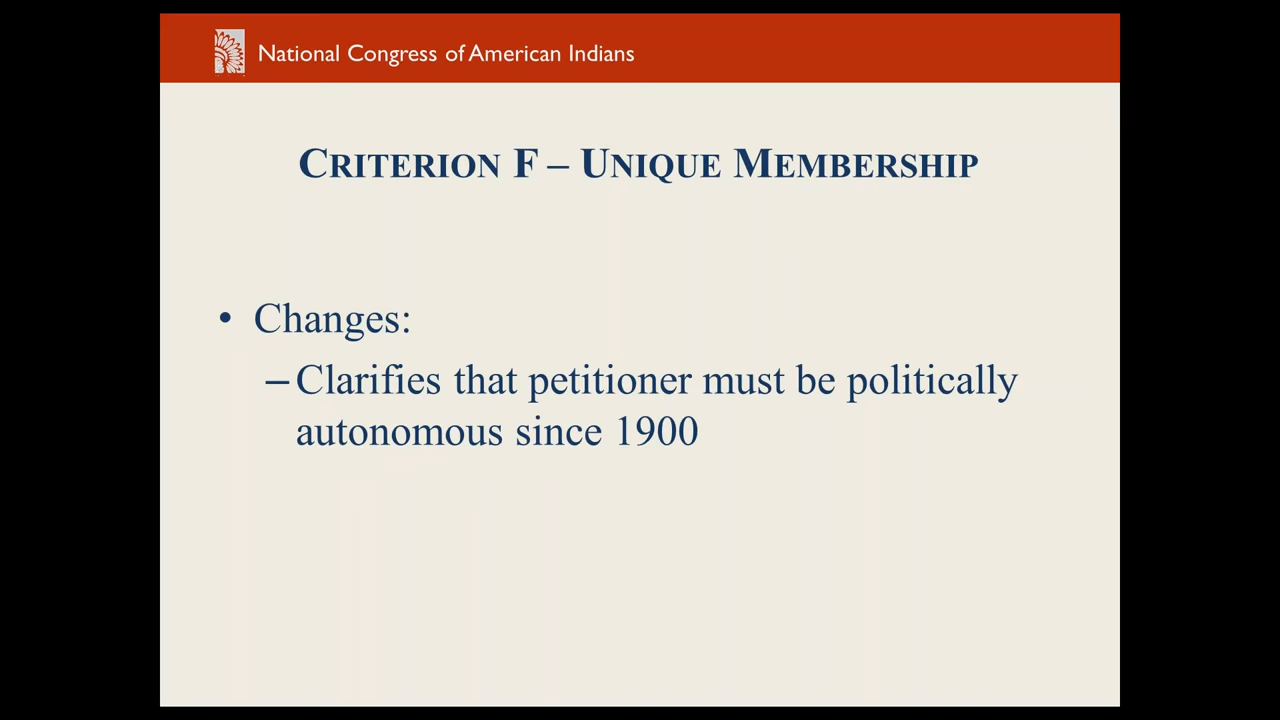 National Congress of American Indians
CRITERION F – UNIQUE MEMBERSHIP
• Changes:
– Clarifies that petitioner must be politically
autonomous since 1900